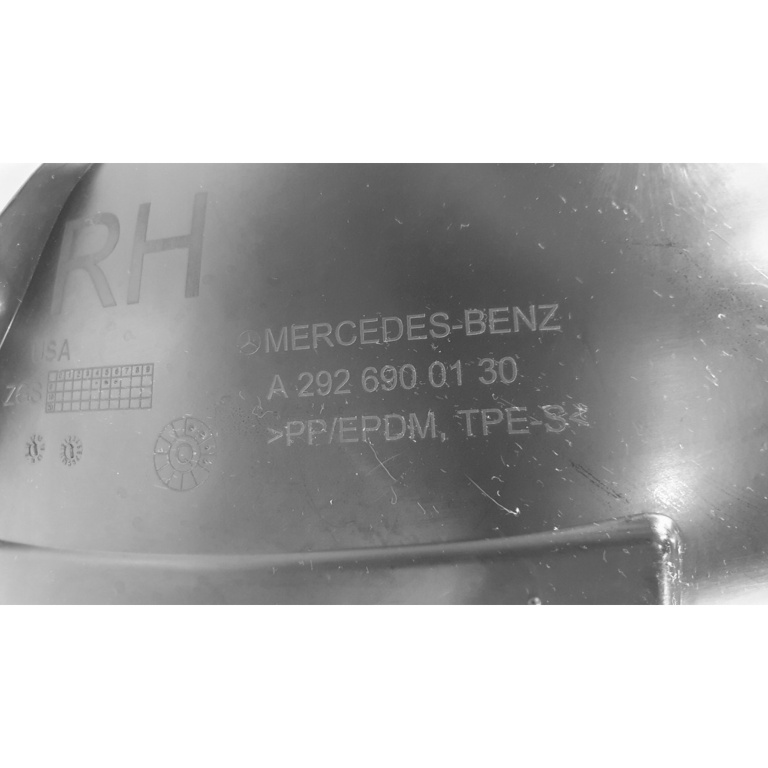 RH
MERCEDES-BENZ
USA
A 292 690 01 30
>PP/EPDM, TPE-S<